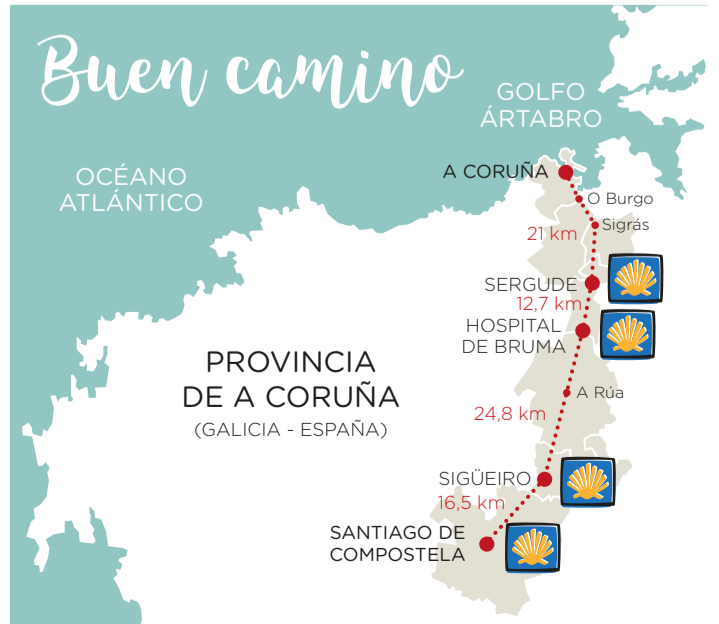 Buen camino
GOLFO
ÁRTABRO
OCÉANO
ATLÁNTICO
A CORUÑA
O Burgo
Sigrás
21 km
SERGUDE
12,7 km
HOSPITAL
DE BRUMA
PROVINCIA
DE A CORUÑA
(GALICIA - ESPAÑA)
A Rúa
24,8 km
SIGÜEIRO
16,5 km
SANTIAGO DE
COMPOSTELA